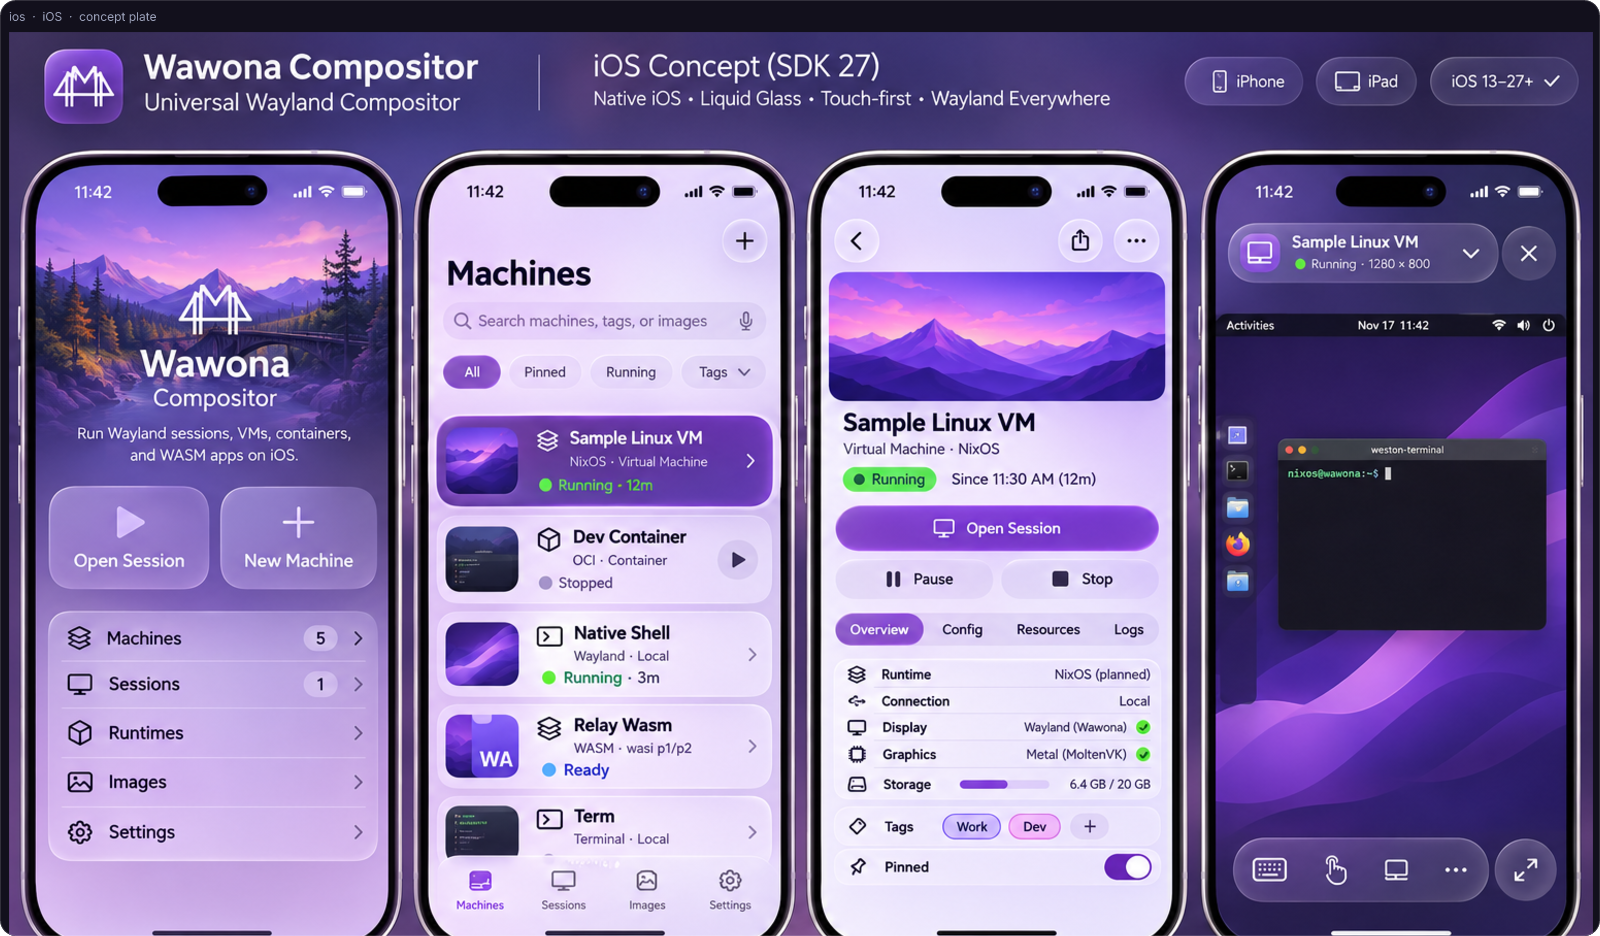 ios · iOS · concept plate
Wawona Compositor
Universal Wayland Compositor
iOS Concept (SDK 27)
Native iOS • Liquid Glass • Touch-first • Wayland Everywhere
iPhone
iPad
iOS 13–27+
11:42
Wawona
Compositor
Run Wayland sessions, VMs, containers,
and WASM apps on iOS.
Open Session
New Machine
Machines 5
Sessions 1
Runtimes
Images
Settings
11:42
Machines
Search machines, tags, or images
All Pinned Running Tags
Sample Linux VM
NixOS · Virtual Machine
Running · 12m
Dev Container
OCI · Container
Stopped
Native Shell
Wayland · Local
Running · 3m
WA
Relay Wasm
WASM · wasi p1/p2
Ready
Term
Terminal · Local
Machines Sessions Images Settings
11:42
Sample Linux VM
Virtual Machine · NixOS
Running Since 11:30 AM (12m)
Open Session
Pause Stop
Overview Config Resources Logs
Runtime NixOS (planned)
Connection Local
Display Wayland (Wawona)
Graphics Metal (MoltenVK)
Storage 6.4 GB / 20 GB
Tags Work Dev +
Pinned
11:42
Sample Linux VM
Running · 1280 × 800
Activities Nov 17 11:42
weston-terminal
nixos@wawona:~$